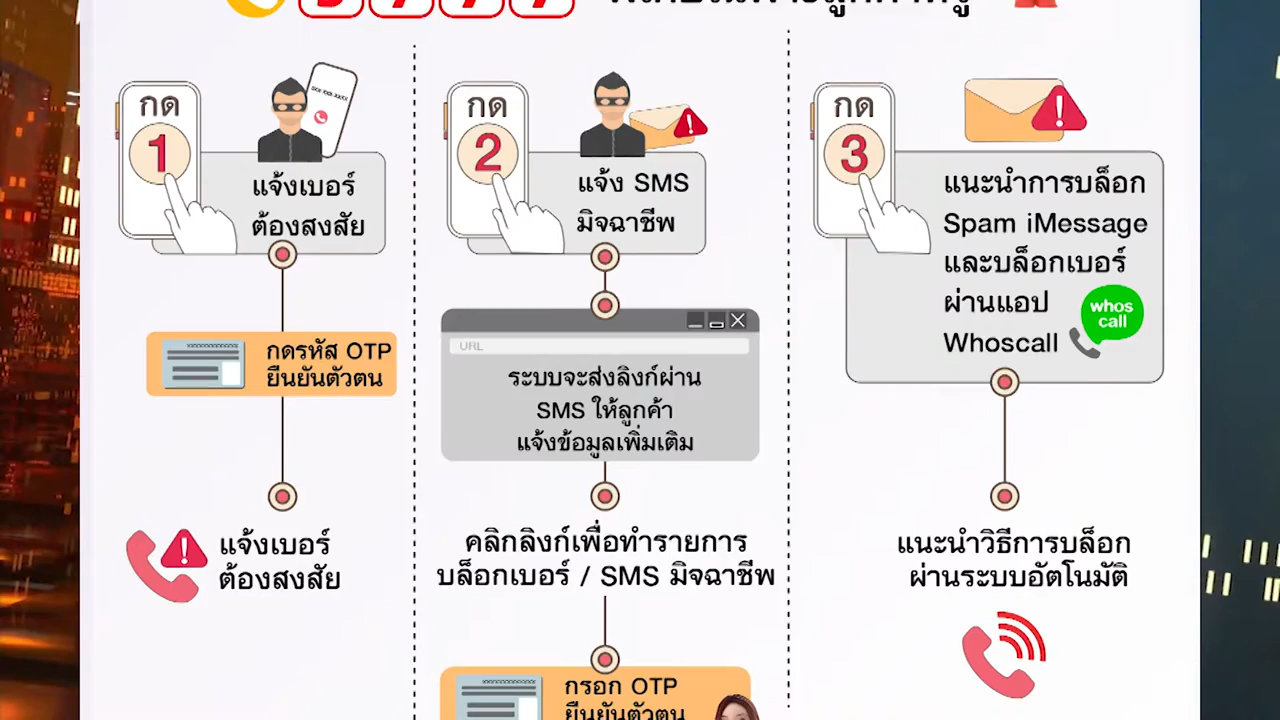 กด
1
แจ้งเบอร์
ต้องสงสัย
กดรหัส OTP
ยืนยันตัวตน
แจ้งเบอร์
ต้องสงสัย
กด
2
แจ้ง SMS
มิจฉาชีพ
URL
ระบบจะส่งลิงก์ผ่าน
SMS ให้ลูกค้า
แจ้งข้อมูลเพิ่มเติม
คลิกลิงก์เพื่อทำรายการ
บล็อกเบอร์ / SMS มิจฉาชีพ
กรอก OTP
ยืนยันตัวตน
กด
3
แนะนำการบล็อก
Spam iMessage
และบล็อกเบอร์
ผ่านแอป
Whoscall
whos
call
แนะนำวิธีการบล็อก
ผ่านระบบอัตโนมัติ